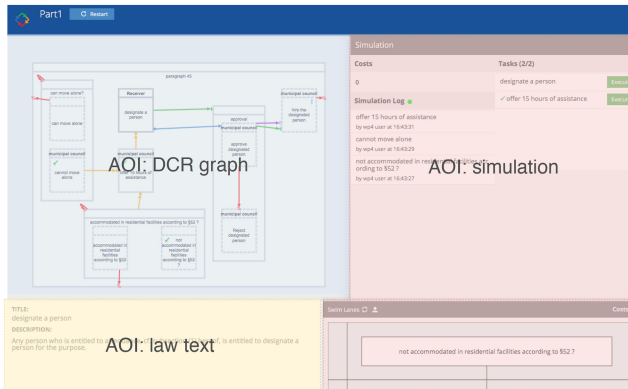 Part1
Restart
paragraph 45
can move alone?
can move alone
municipal council
cannot move
alone
Receiver
designate a
person
municipal council
offer 15 hours of
assistance
approval
municipal council
approve
designated
person
municipal council
Reject
designated
person
municipal council
hire the
designated
person
accommodated in residential facilities according to §52 ?
accommodated in
residential
facilities
according to §52
not
accommodated in
residential
facilities
according to §52
?
AOI: DCR graph
Simulation
Costs
0
Simulation Log
offer 15 hours of assistance
by wp4 user at 16:43:31
cannot move alone
by wp4 user at 16:43:29
not accommodated in residential facilities acc
ording to §52 ?
by wp4 user at 16:43:27
Tasks (2/2)
designate a person
Execut
✓ offer 15 hours of assistance
Execut
AOI: simulation
TITLE:
designate a person
DESCRIPTION:
Any person who is entitled to is entitled to designate a
person for the purpose.
AOI: law text
Swim Lanes
Costs
not accommodated in residential facilities according to §52 ?